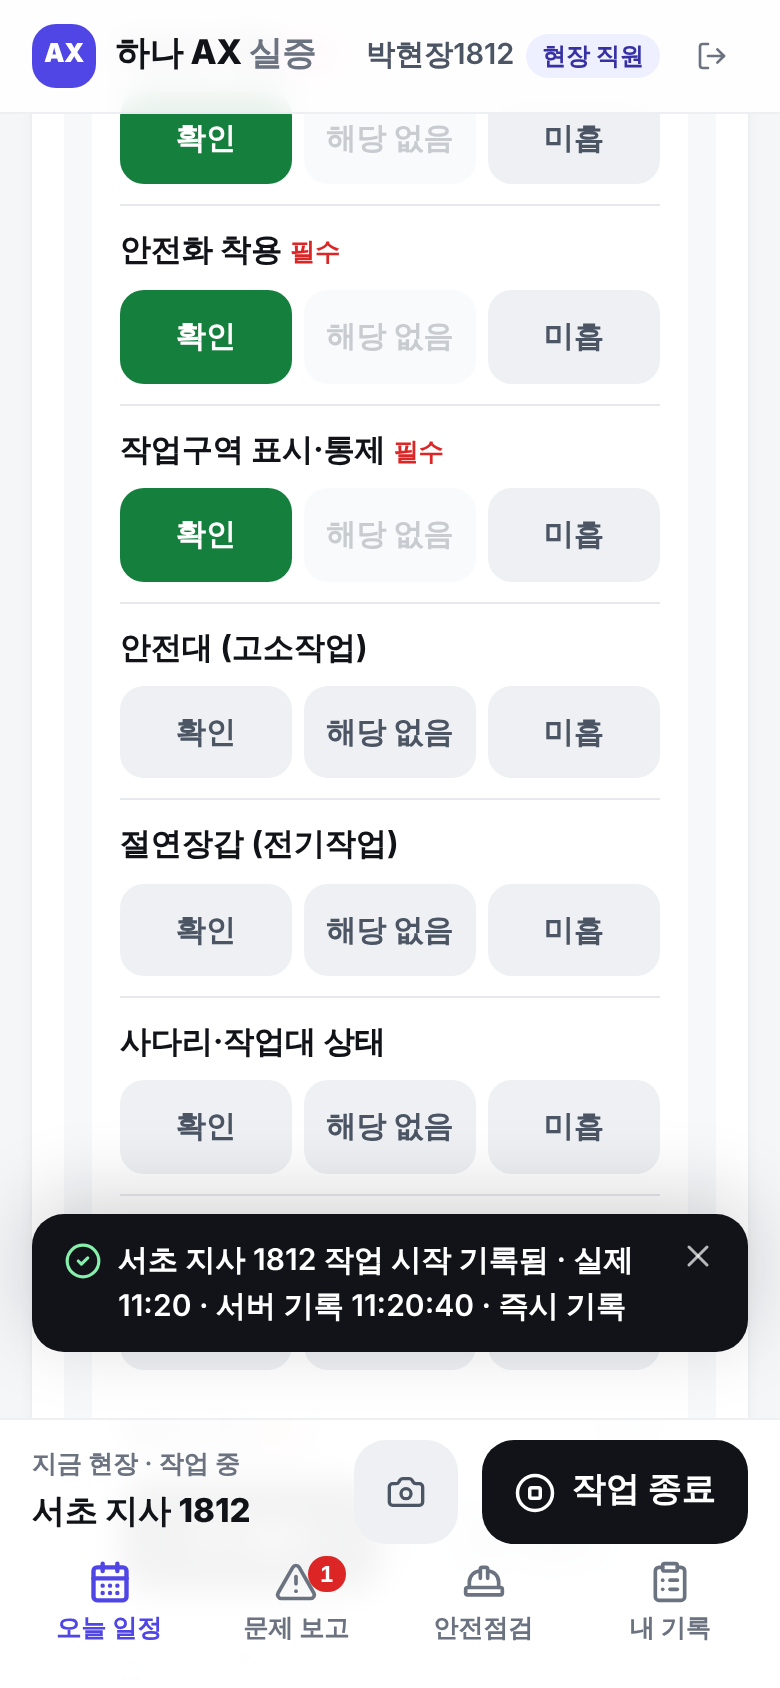 AX 하나 AX 실증 박현장1812 현장 직원
확인 해당 없음 미흡
안전화 착용 필수
확인 해당 없음 미흡
작업구역 표시·통제 필수
확인 해당 없음 미흡
안전대 (고소작업)
확인 해당 없음 미흡
절연장갑 (전기작업)
확인 해당 없음 미흡
사다리·작업대 상태
확인 해당 없음 미흡
서초 지사 1812 작업 시작 기록됨 · 실제
11:20 · 서버 기록 11:20:40 · 즉시 기록
지금 현장 · 작업 중
서초 지사 1812
작업 종료
오늘 일정 1 문제 보고 안전점검 내 기록